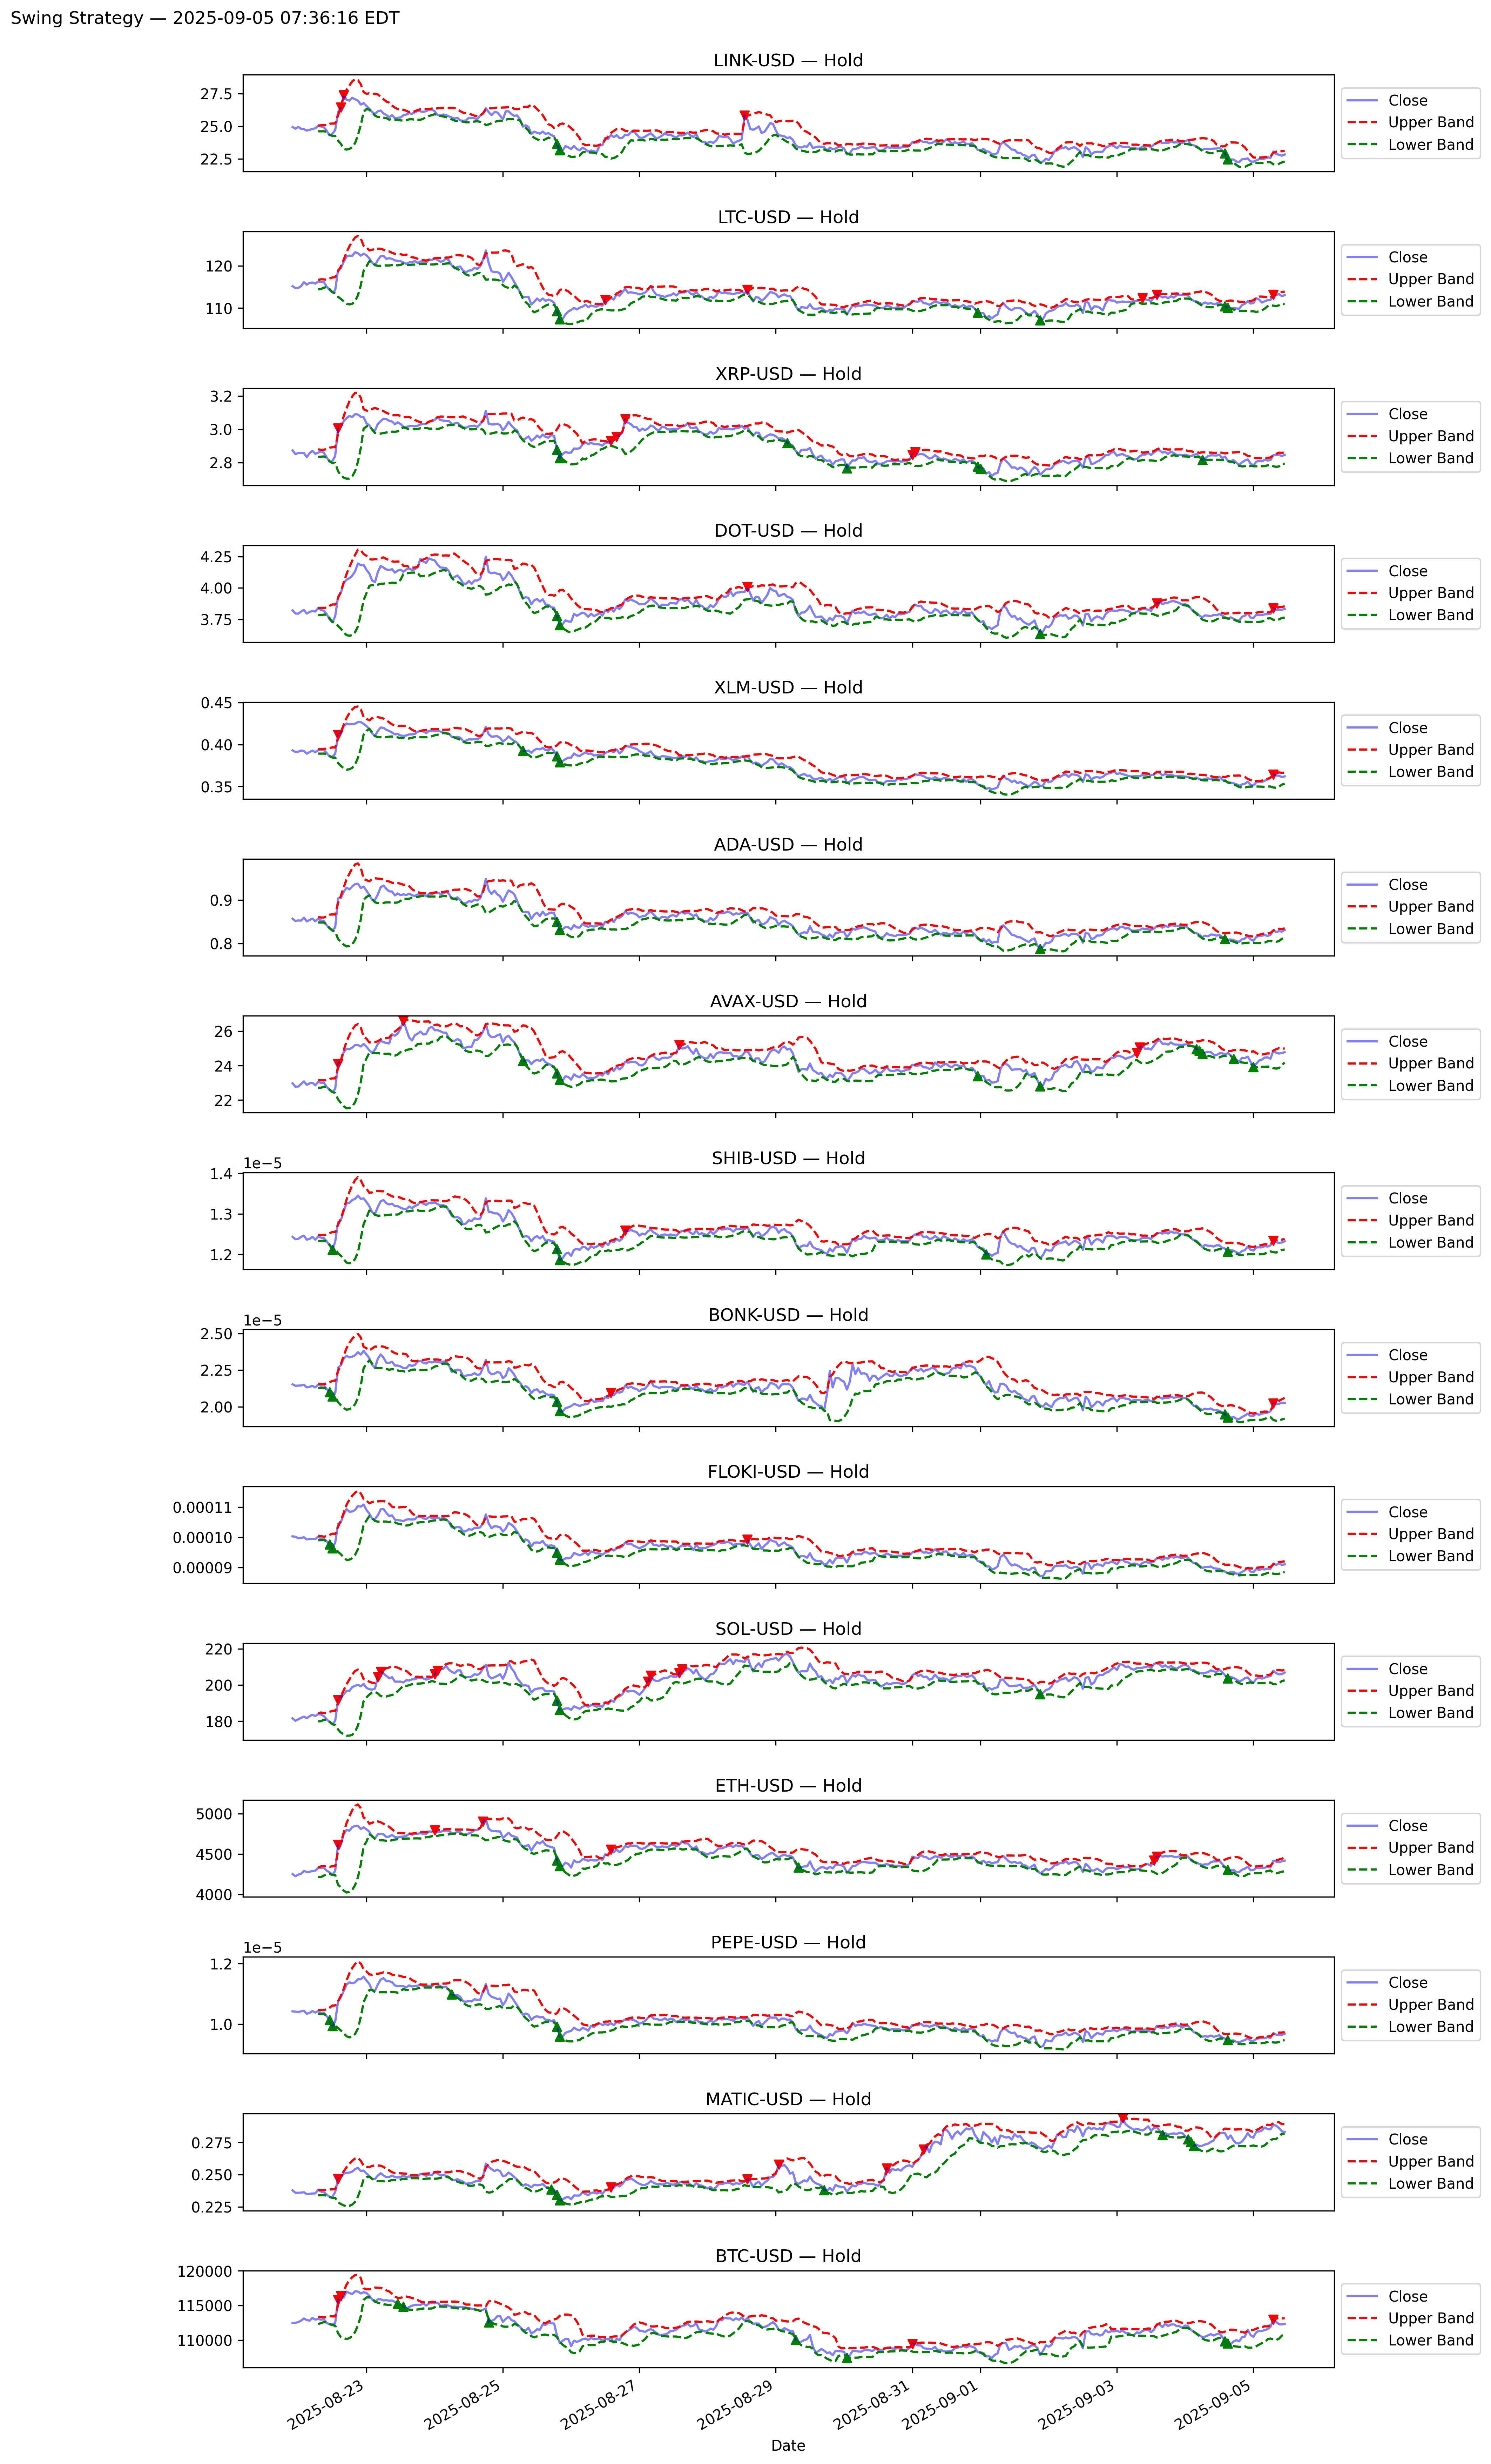 Swing Strategy — 2025-09-05 07:36:16 EDT
LINK-USD — Hold
27.5
25.0
22.5
Close
Upper Band
Lower Band
LTC-USD — Hold
120
110
Close
Upper Band
Lower Band
XRP-USD — Hold
3.2
3.0
2.8
Close
Upper Band
Lower Band
DOT-USD — Hold
4.25
4.00
3.75
Close
Upper Band
Lower Band
XLM-USD — Hold
0.45
0.40
0.35
Close
Upper Band
Lower Band
ADA-USD — Hold
0.9
0.8
Close
Upper Band
Lower Band
AVAX-USD — Hold
26
24
22
Close
Upper Band
Lower Band
SHIB-USD — Hold
1e−5
1.4
1.3
1.2
Close
Upper Band
Lower Band
BONK-USD — Hold
1e−5
2.50
2.25
2.00
Close
Upper Band
Lower Band
FLOKI-USD — Hold
0.00011
0.00010
0.00009
Close
Upper Band
Lower Band
SOL-USD — Hold
220
200
180
Close
Upper Band
Lower Band
ETH-USD — Hold
5000
4500
4000
Close
Upper Band
Lower Band
PEPE-USD — Hold
1e−5
1.2
1.0
Close
Upper Band
Lower Band
MATIC-USD — Hold
0.275
0.250
0.225
Close
Upper Band
Lower Band
BTC-USD — Hold
120000
115000
110000
Close
Upper Band
Lower Band
2025-08-23
2025-08-25
2025-08-27
2025-08-29
2025-08-31
2025-09-01
2025-09-03
2025-09-05
Date